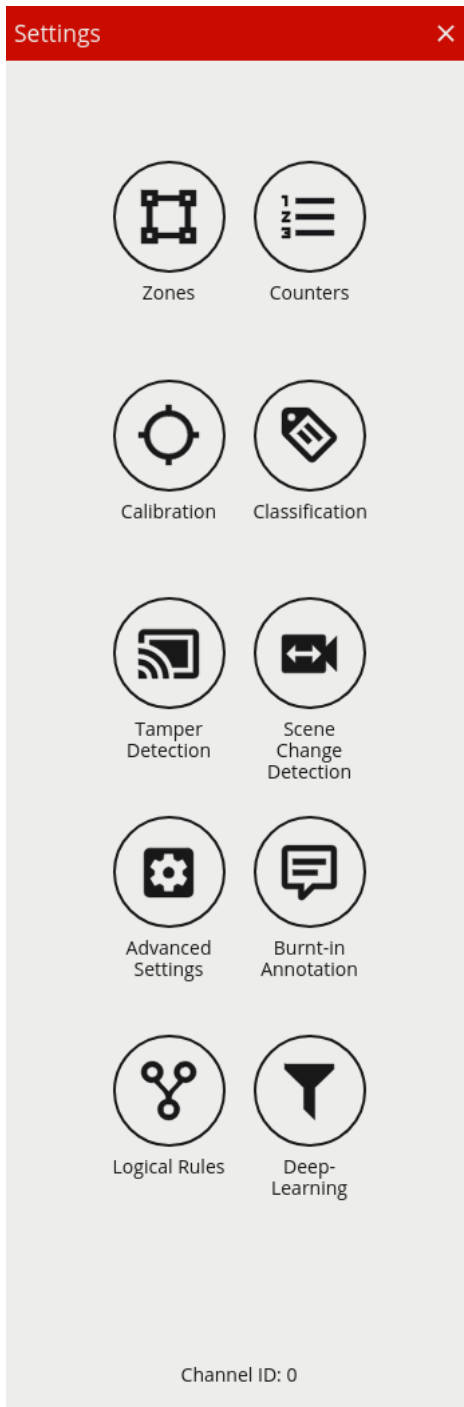 Settings
Zones
Counters
Calibration
Classification
Tamper
Detection
Scene
Change
Detection
Advanced
Settings
Burnt-in
Annotation
Logical Rules
Deep-
Learning
Channel ID: 0